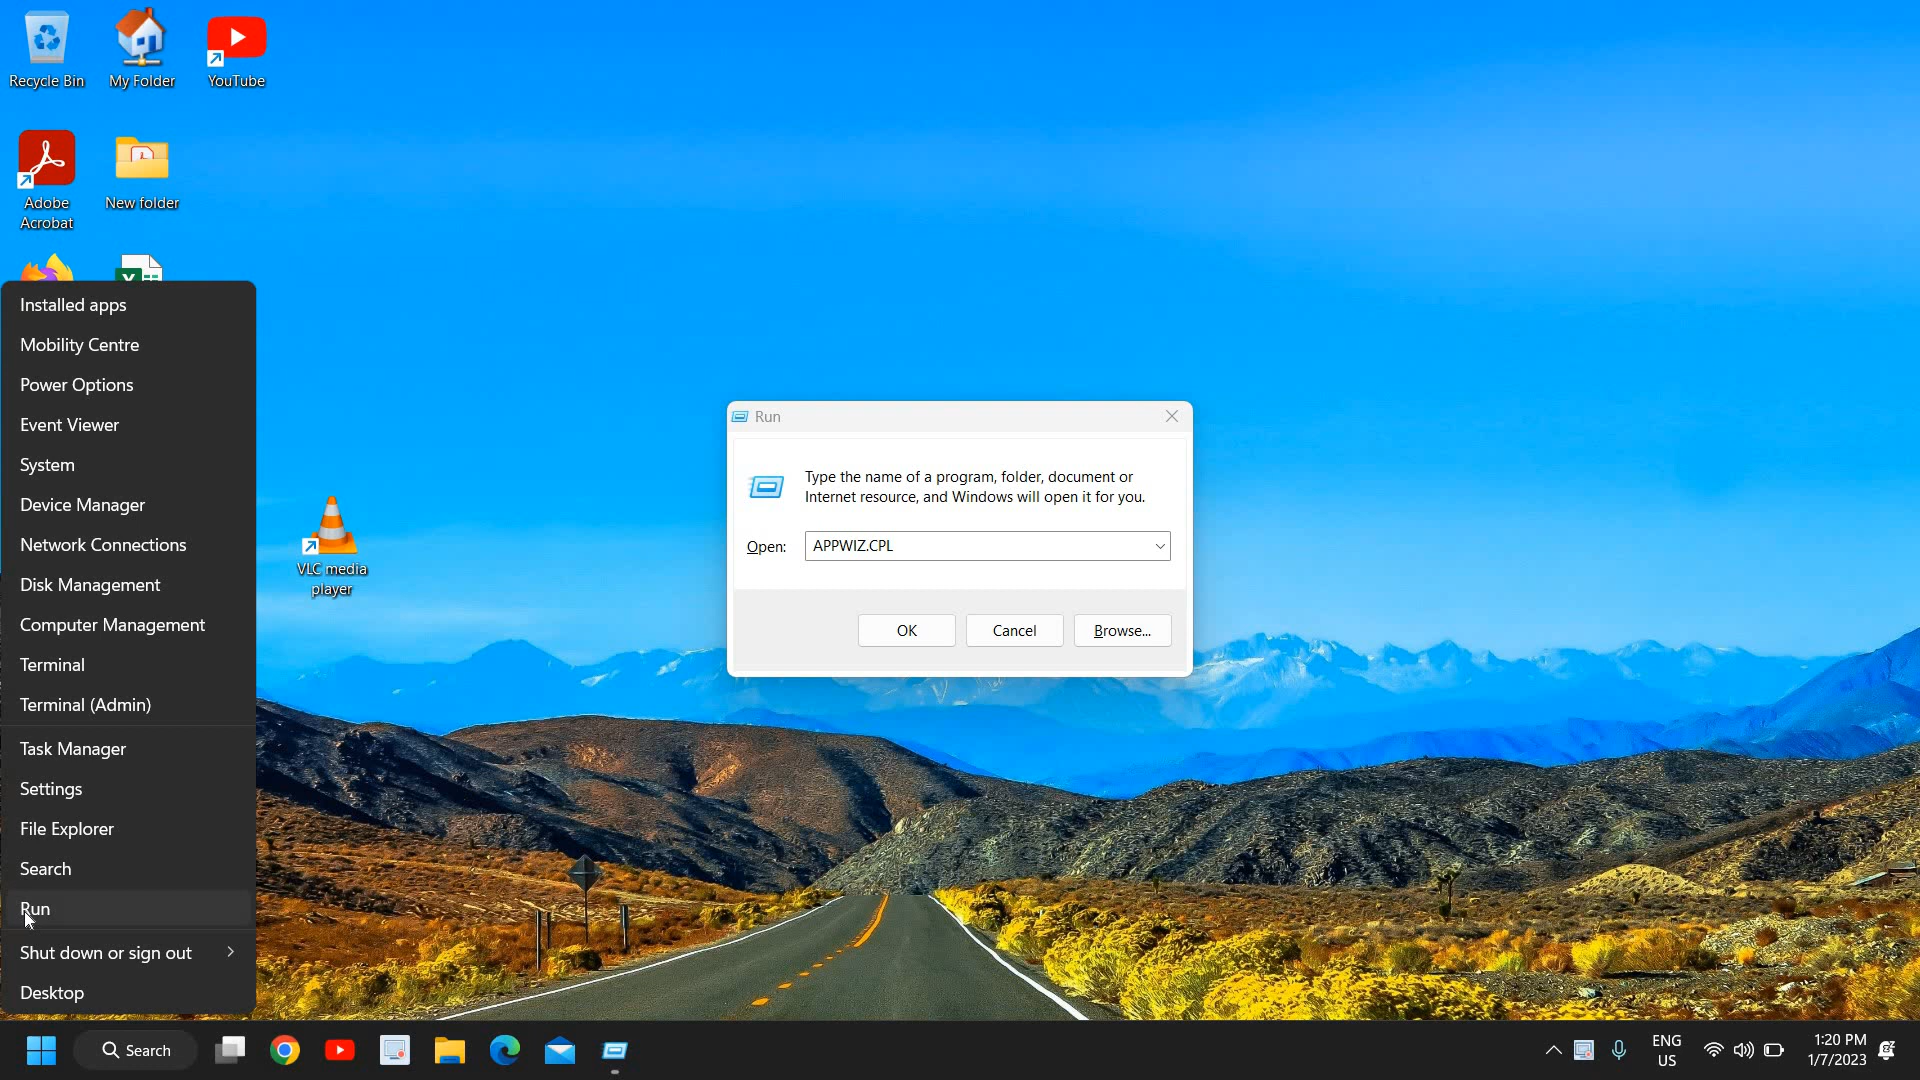 Recycle Bin
My Folder
YouTube
Adobe
Acrobat
New folder
Installed apps
Mobility Centre
Power Options
Event Viewer
System
Device Manager
Network Connections
Disk Management
Computer Management
Terminal
Terminal (Admin)
Task Manager
Settings
File Explorer
Search
Run
Shut down or sign out
Desktop
VLC media
player
Run
Type the name of a program, folder, document or
Internet resource, and Windows will open it for you.
Open:
APPWIZ.CPL
OK
Cancel
Browse...
Search
ENG
US
1:20 PM
1/7/2023